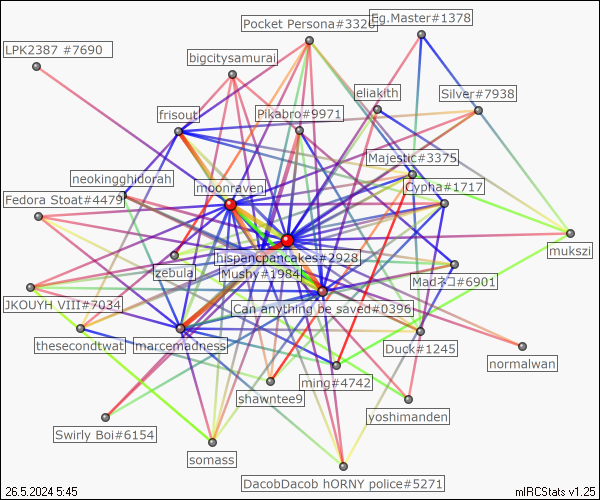 Pocket Persona#3326
Eg.Master#1378
LPK2387 #7690
bigcitysamurai
eliakfth
Silver#7938
frisout
Pikabro#9971
Majestic#3375
neokingghidorah
moonraven
Cypha#1717
Fedora Stoat#4479
hispancpancakes#2928
mukszi
zebula
Mushy#1984
Madネコ#6901
JKOUYH VIII#7034
Can anything be saved#0396
thesecondtwat
marcemadness
Duck#1245
normalwan
ming#4742
shawntee9
yoshimanden
Swirly Boi#6154
somass
DacobDacob hORNY police#5271
26.5.2024 5:45
mIRCStats v1.25